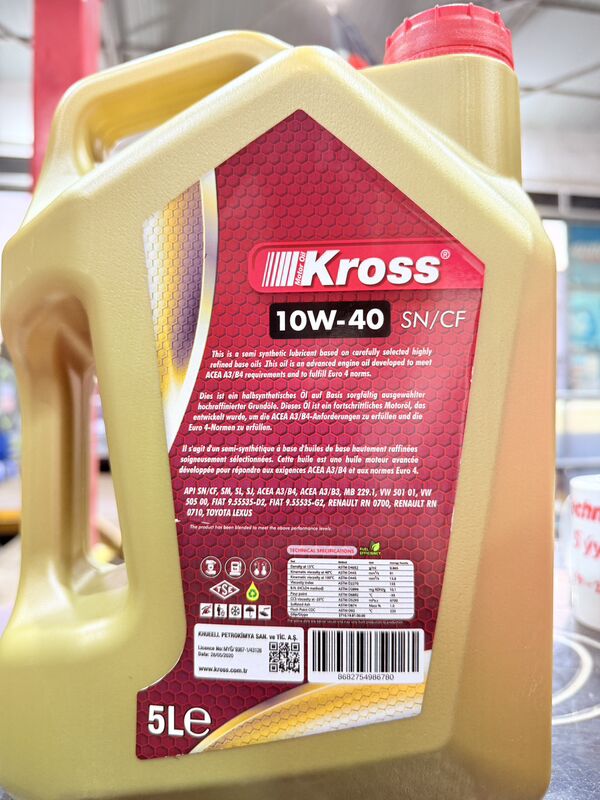 Motor Oil
Kross®
10W-40 SN/CF
This is a semi synthetic lubricant based on carefully selected highly
refined base oils .This oil is an advanced engine oil developed to meet
ACEA A3/B4 requirements and to fulfill Euro 4 norms.
Dies ist ein halbsynthetisches Öl auf Basis sorgfältig ausgewählter
hochraffinierter Grundöle. Dieses Öl ist ein fortschrittliches Motoröl, das
entwickelt wurde, um die ACEA A3/B4-Anforderungen zu erfüllen und die
Euro 4-Normen zu erfüllen.
Il s'agit d'un semi-synthétique à base d'huiles de base hautement raffinées
soigneusement sélectionnées. Cette huile est une huile moteur avancée
développée pour répondre aux exigences ACEA A3/B4 et aux normes Euro 4.
API SN/CF, SM, SL, SJ, ACEA A3/B4, ACEA A3/B3, MB 229.1, VW 501 01, VW
505 00, FIAT 9.55535-D2, FIAT 9.55535-G2, RENAULT RN 0700, RENAULT RN
0710, TOYOTA LEXUS
The product has been blended to meet the above performance levels.
TECHNICAL SPECIFICATIONS
FUEL
EFFICIENCY
TSE
KHUEELL PETROKİMYA SAN. ve TİC. A.Ş.
Date: 26/05/2020
www.kross.com.tr
8682754986780
5L℮